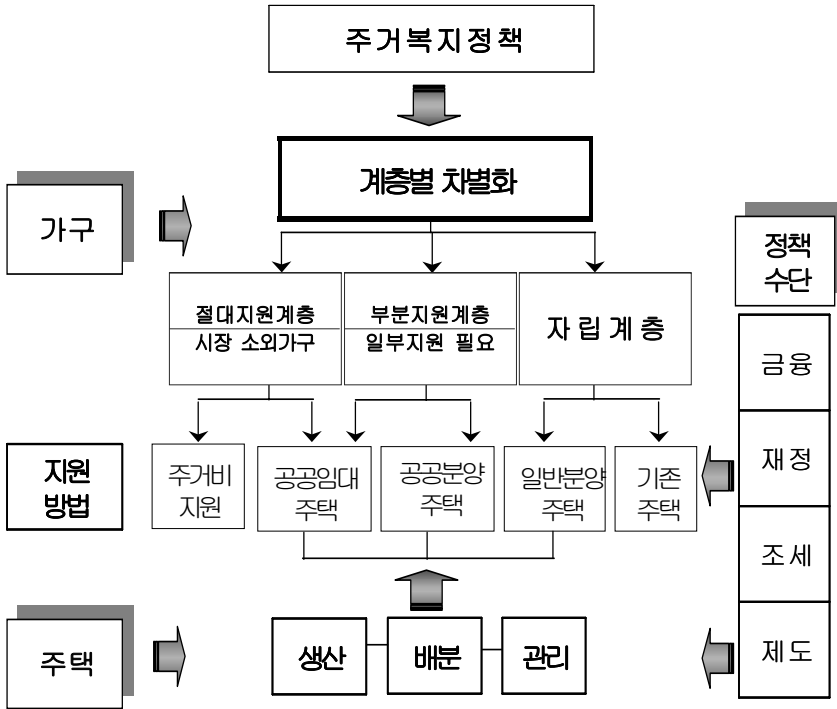 주거복지정책
계층별 차별화
가구
정책
수단
절대지원계층
시장 소외가구
부분지원계층
일부지원 필요
자립계층
금융
재정
조세
제도
지원
방법
주거비
지원
공공임대
주택
공공분양
주택
일반분양
주택
기존
주택
주택
생산
배분
관리